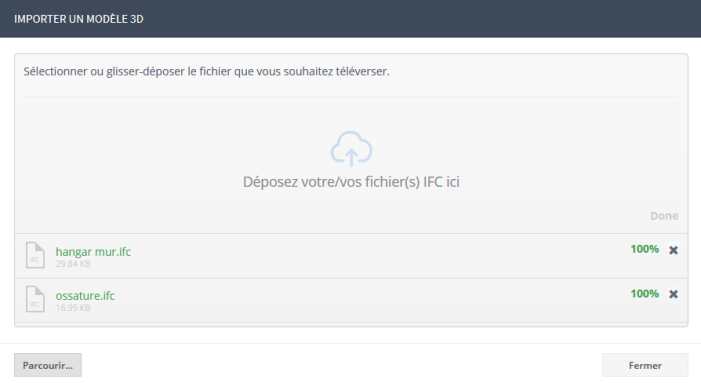 IMPORTER UN MODÈLE 3D
Sélectionner ou glisser-déposer le fichier que vous souhaitez téléverser.
Déposez votre/vos fichier(s) IFC ici
Done
IFC
hangar mur.ifc
29.84 KB
100%
IFC
ossature.ifc
16.95 KB
100%
Parcourir...
Fermer